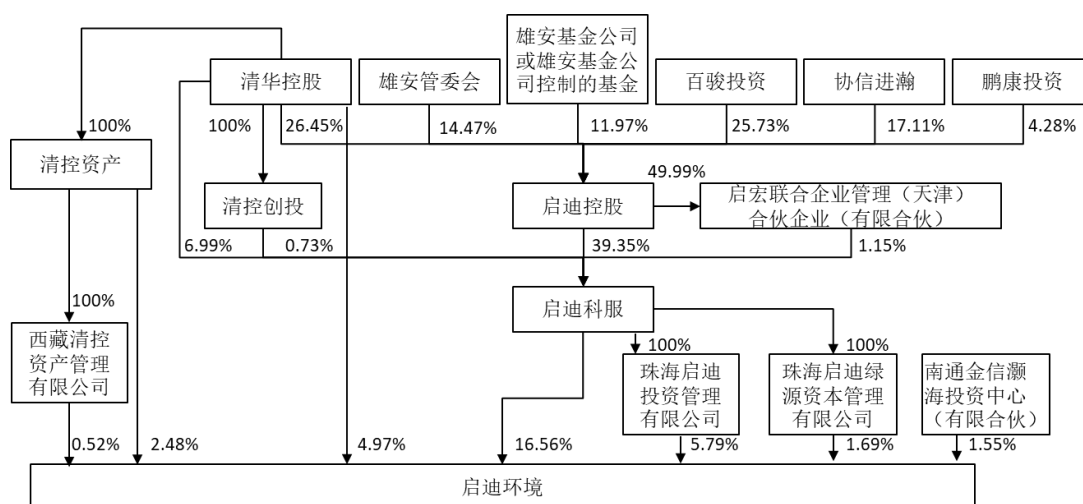 雄安基金公司
或雄安基金公
司控制的基金
清华控股
雄安管委会
百骏投资
协信进瀚
鹏康投资
100%
100%
26.45%
14.47%
11.97%
25.73%
17.11%
4.28%
清控资产
49.99%
清控创投
启迪控股
启宏联合企业管理（天津）
合伙企业（有限合伙）
6.99%
0.73%
39.35%
1.15%
100%
启迪科服
西藏清控
资产管理
有限公司
100%
100%
珠海启迪
投资管理
有限公司
珠海启迪绿
源资本管理
有限公司
南通金信灏
海投资中心
（有限合伙）
0.52%
2.48%
4.97%
16.56%
5.79%
1.69%
1.55%
启迪环境